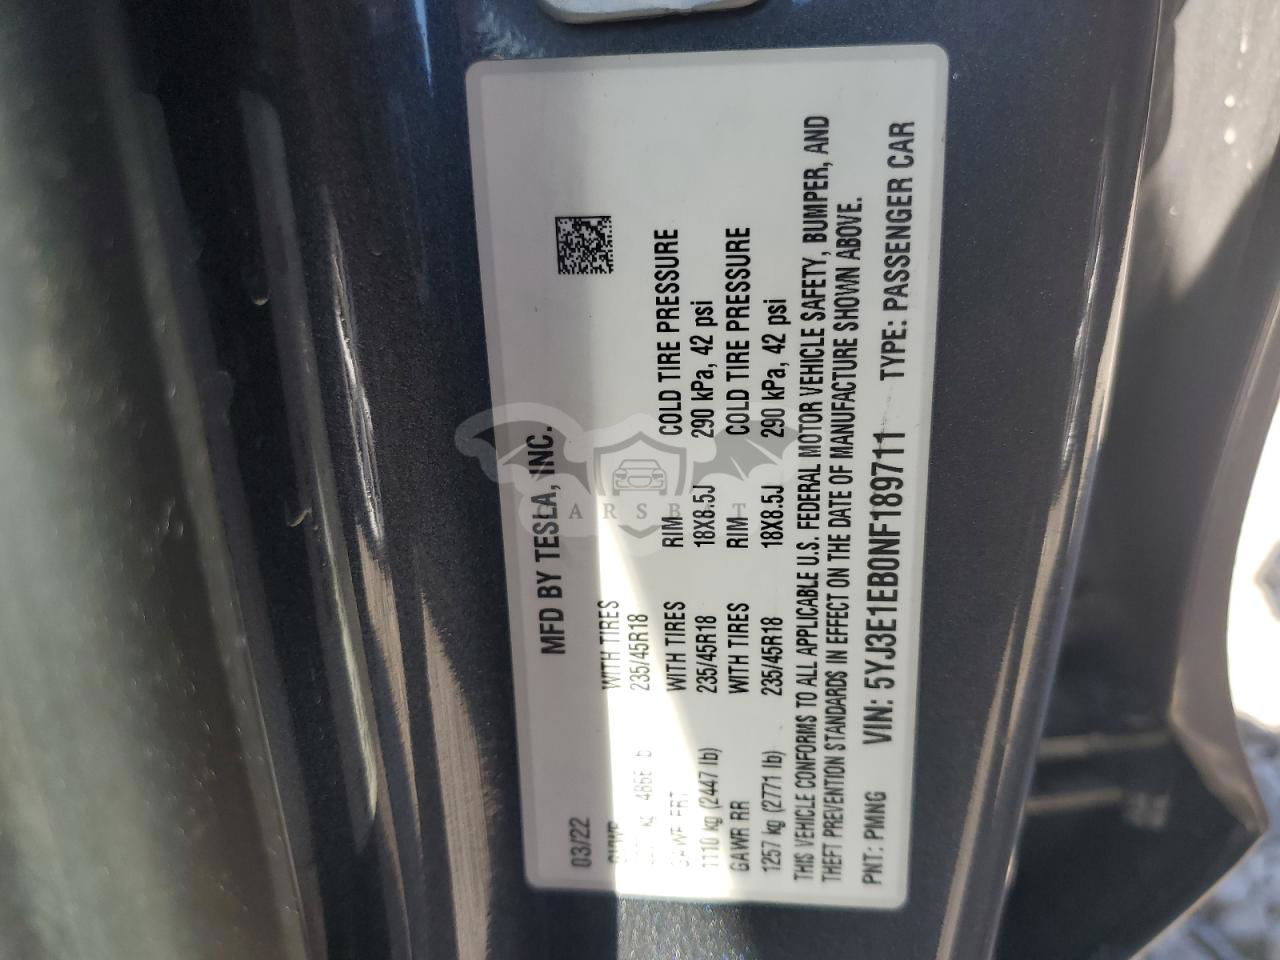 03/22 MFD BY TESLA, INC.
WITH TIRES
235/45R18
WITH TIRES RIM COLD TIRE PRESSURE
1110 kg (2447 lb) 235/45R18 18X8.5J 290 kPa, 42 psi
GAWR RR WITH TIRES RIM COLD TIRE PRESSURE
1257 kg (2771 lb) 235/45R18 18X8.5J 290 kPa, 42 psi
THIS VEHICLE CONFORMS TO ALL APPLICABLE U.S. FEDERAL MOTOR VEHICLE SAFETY, BUMPER, AND
THEFT PREVENTION STANDARDS IN EFFECT ON THE DATE OF MANUFACTURE SHOWN ABOVE.
PNT: PMNG VIN: 5YJ3E1EB0NF189711 TYPE: PASSENGER CAR
CARSBAT